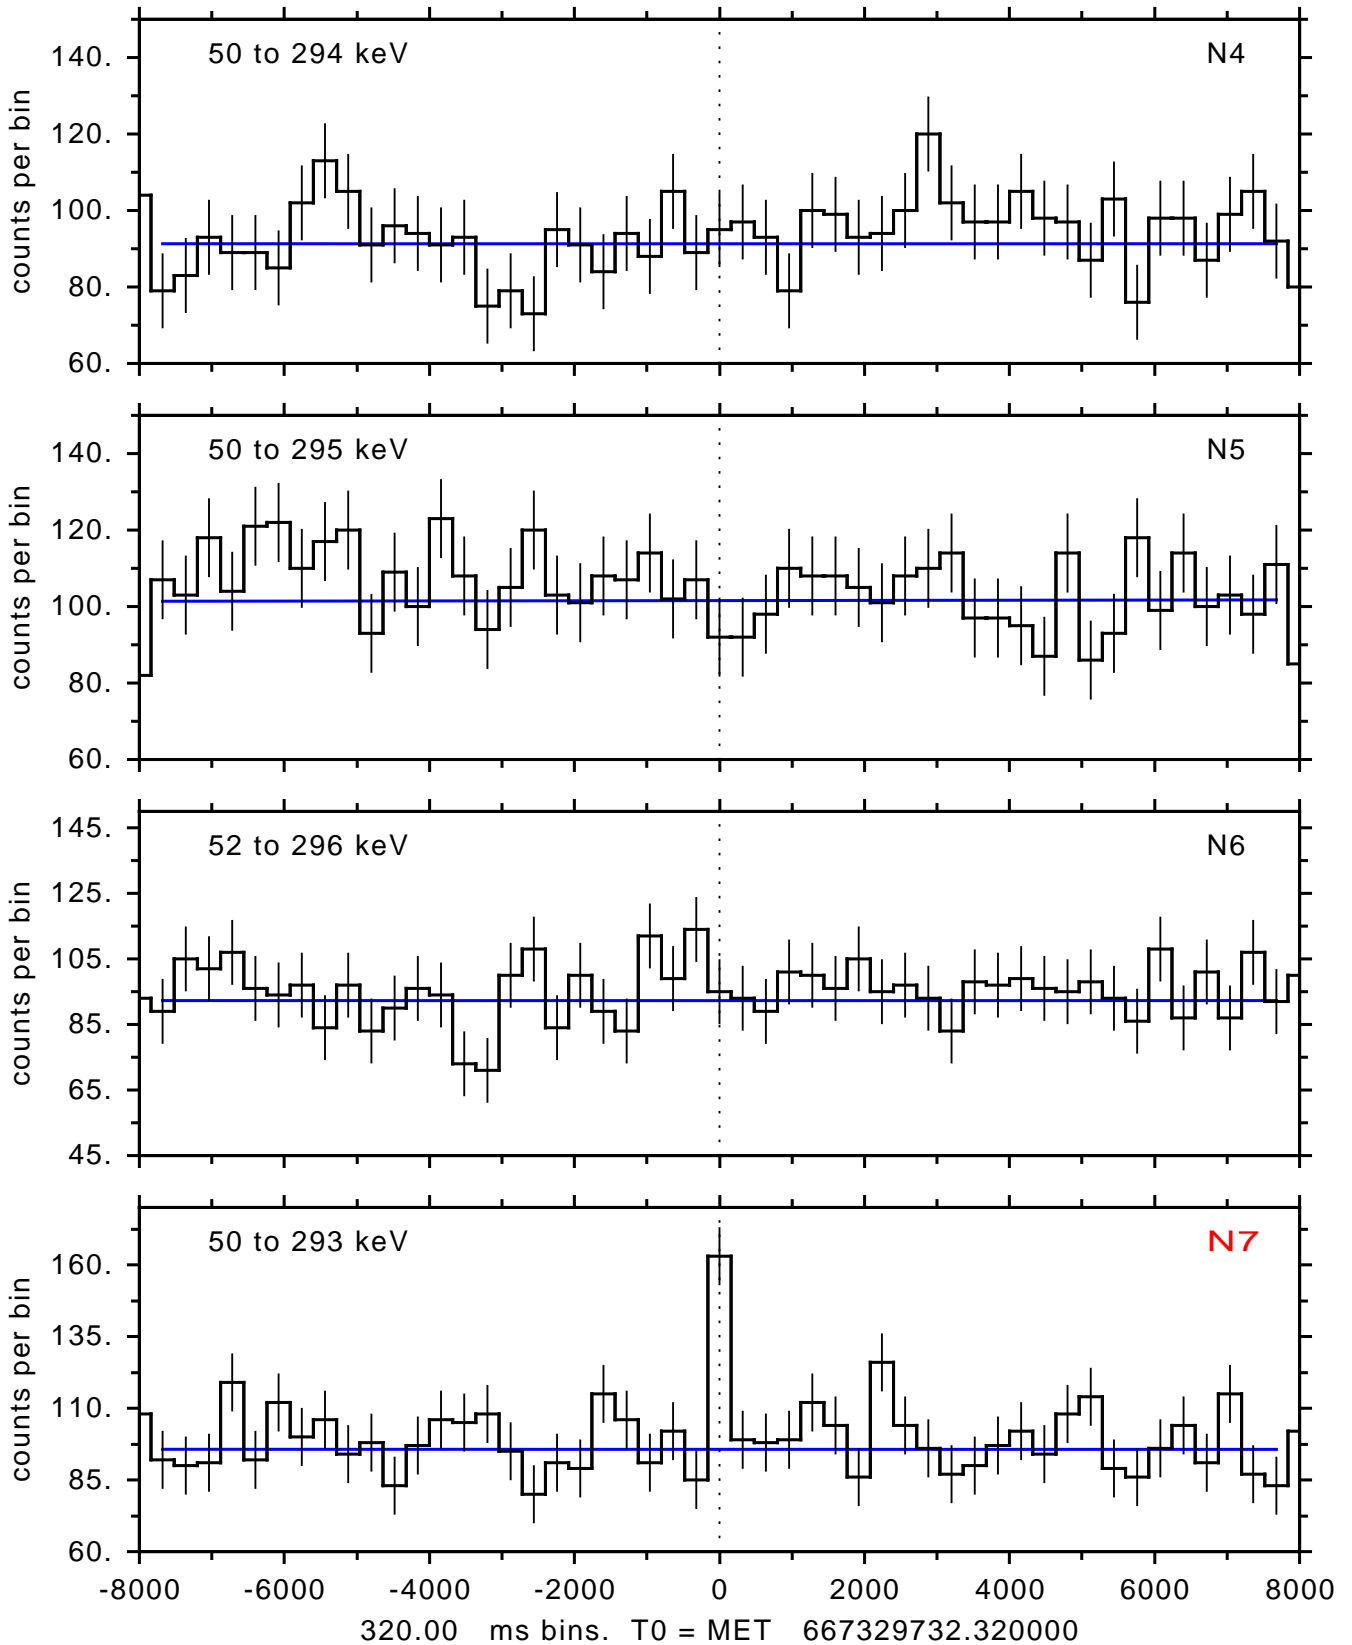 50 to 294 keV N4
140.
120.
100.
80.
60.
counts per bin
50 to 295 keV N5
140.
120.
100.
80.
60.
counts per bin
52 to 296 keV N6
145.
125.
105.
85.
65.
45.
counts per bin
50 to 293 keV N7
160.
135.
110.
85.
60.
counts per bin
-8000 -6000 -4000 -2000 0 2000 4000 6000 8000
320.00 ms bins. T0 = MET 667329732.320000